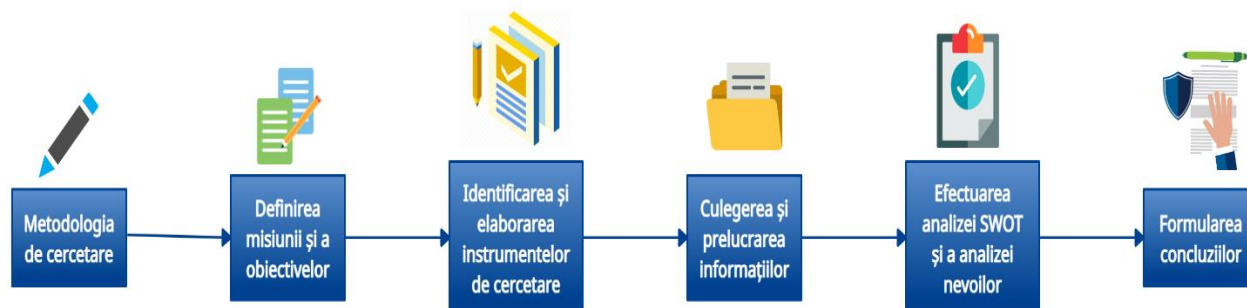 Metodologia
de cercetare
Definirea
misiunii și a
obiectivelor
Identificarea și
elaborarea
instrumentelor
de cercetare
Culegerea și
prelucrarea
informațiilor
Efectuarea
analizei SWOT
și a analizei
nevoilor
Formularea
concluziilor